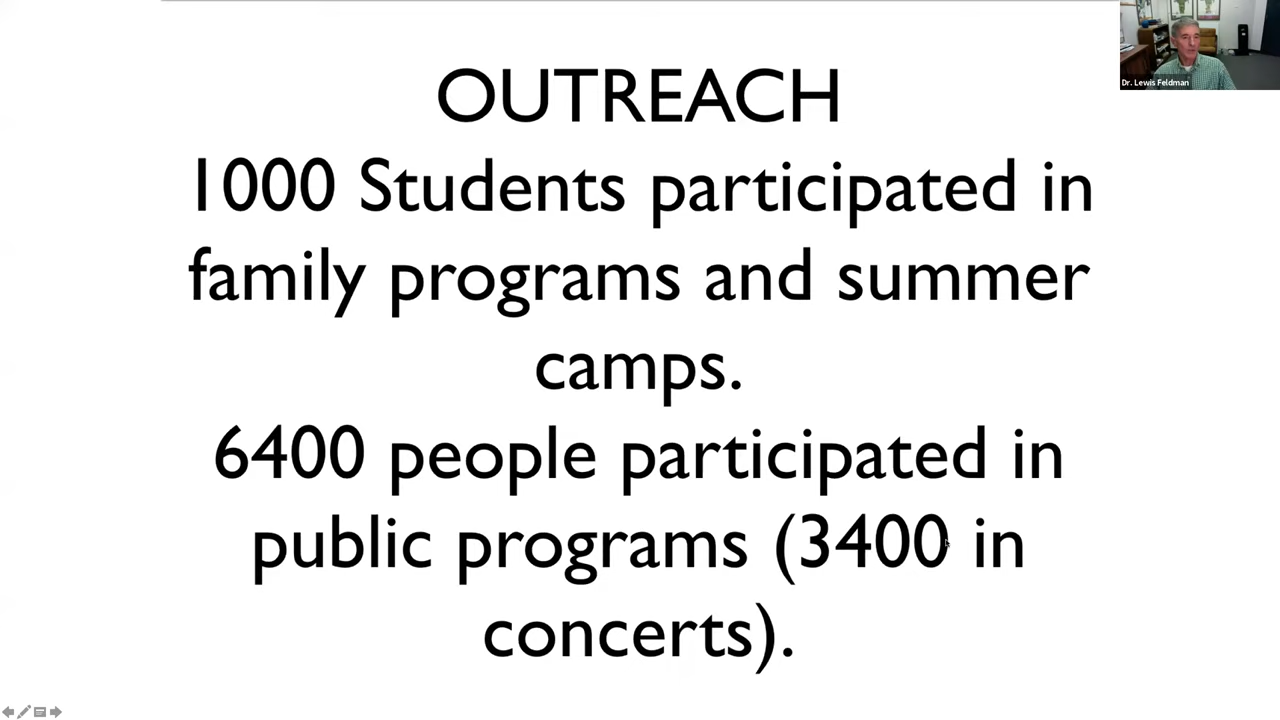 OUTREACH
1000 Students participated in
family programs and summer
camps.
6400 people participated in
public programs (3400 in
concerts).
Dr. Lewis Feldman